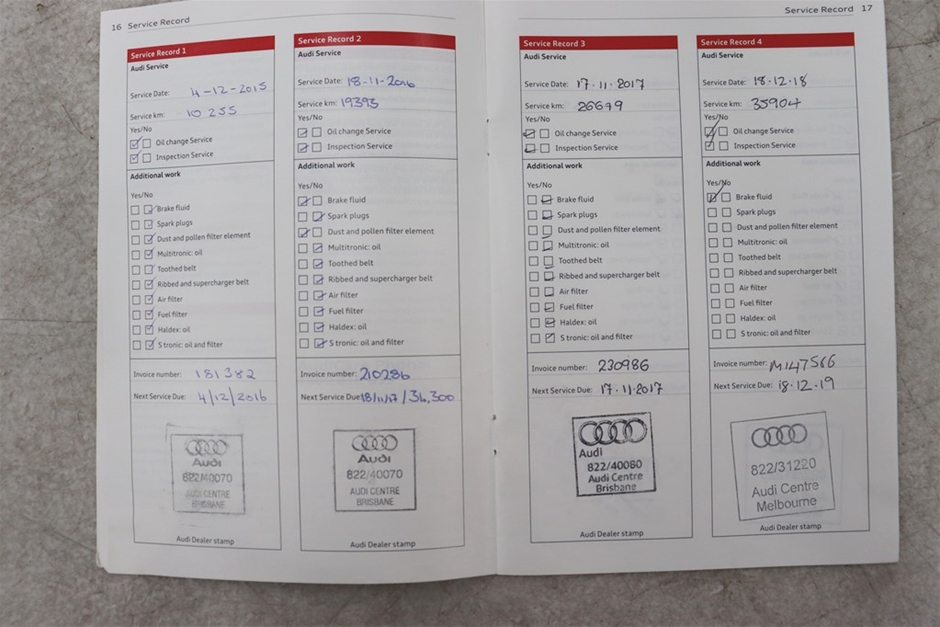 16 Service Record
Service Record 1
Audi Service
Service Date: 4-12-2015
Service km: 10 255
Yes/No
Oil change Service
Inspection Service
Additional work
Yes/No
Brake fluid
Spark plugs
Dust and pollen filter element
Multitronic: oil
Toothed belt
Ribbed and supercharger belt
Air filter
Fuel filter
Haldex: oil
S tronic: oil and filter
Invoice number: 181382
Next Service Due: 4/12/2016
Audi
822/40070
AUDI CENTRE
BRISBANE
Audi Dealer stamp
Service Record 2
Audi Service
Service Date: 18-11-2016
Service km: 19393
Yes/No
Oil change Service
Inspection Service
Additional work
Yes/No
Brake fluid
Spark plugs
Dust and pollen filter element
Multitronic: oil
Toothed belt
Ribbed and supercharger belt
Air filter
Fuel filter
Haldex: oil
S tronic: oil and filter
Invoice number: 210286
Next Service Due: 18/11/17 / 34,300
Audi
822/40070
AUDI CENTRE
BRISBANE
Audi Dealer stamp
Service Record 17
Service Record 3
Audi Service
Service Date: 17.11.2017
Service km: 26679
Yes/No
Oil change Service
Inspection Service
Additional work
Yes/No
Brake fluid
Spark plugs
Dust and pollen filter element
Multitronic: oil
Toothed belt
Ribbed and supercharger belt
Air filter
Fuel filter
Haldex: oil
S tronic: oil and filter
Invoice number: 230986
Next Service Due: 17.11.2017
Audi
822/40080
Audi Centre
Brisbane
Audi Dealer stamp
Service Record 4
Audi Service
Service Date: 18.12.18
Service km: 35904
Yes/No
Oil change Service
Inspection Service
Additional work
Yes/No
Brake fluid
Spark plugs
Dust and pollen filter element
Multitronic: oil
Toothed belt
Ribbed and supercharger belt
Air filter
Fuel filter
Haldex: oil
S tronic: oil and filter
Invoice number: M147566
Next Service Due: 18.12.19
822/31220
Audi Centre
Melbourne
Audi Dealer stamp